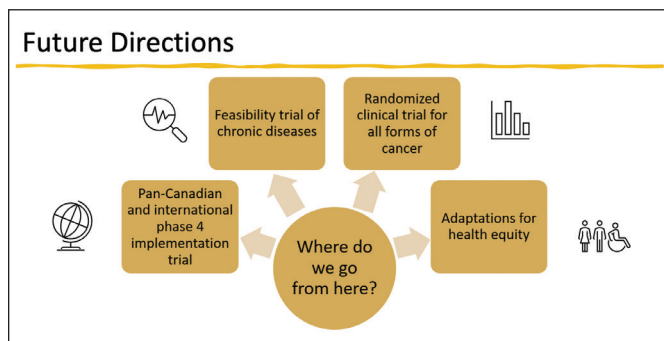 Future Directions
Feasibility trial of
chronic diseases
Randomized
clinical trial for
all forms of
cancer
Pan-Canadian
and international
phase 4
implementation
trial
Adaptations for
health equity
Where do
we go
from here?